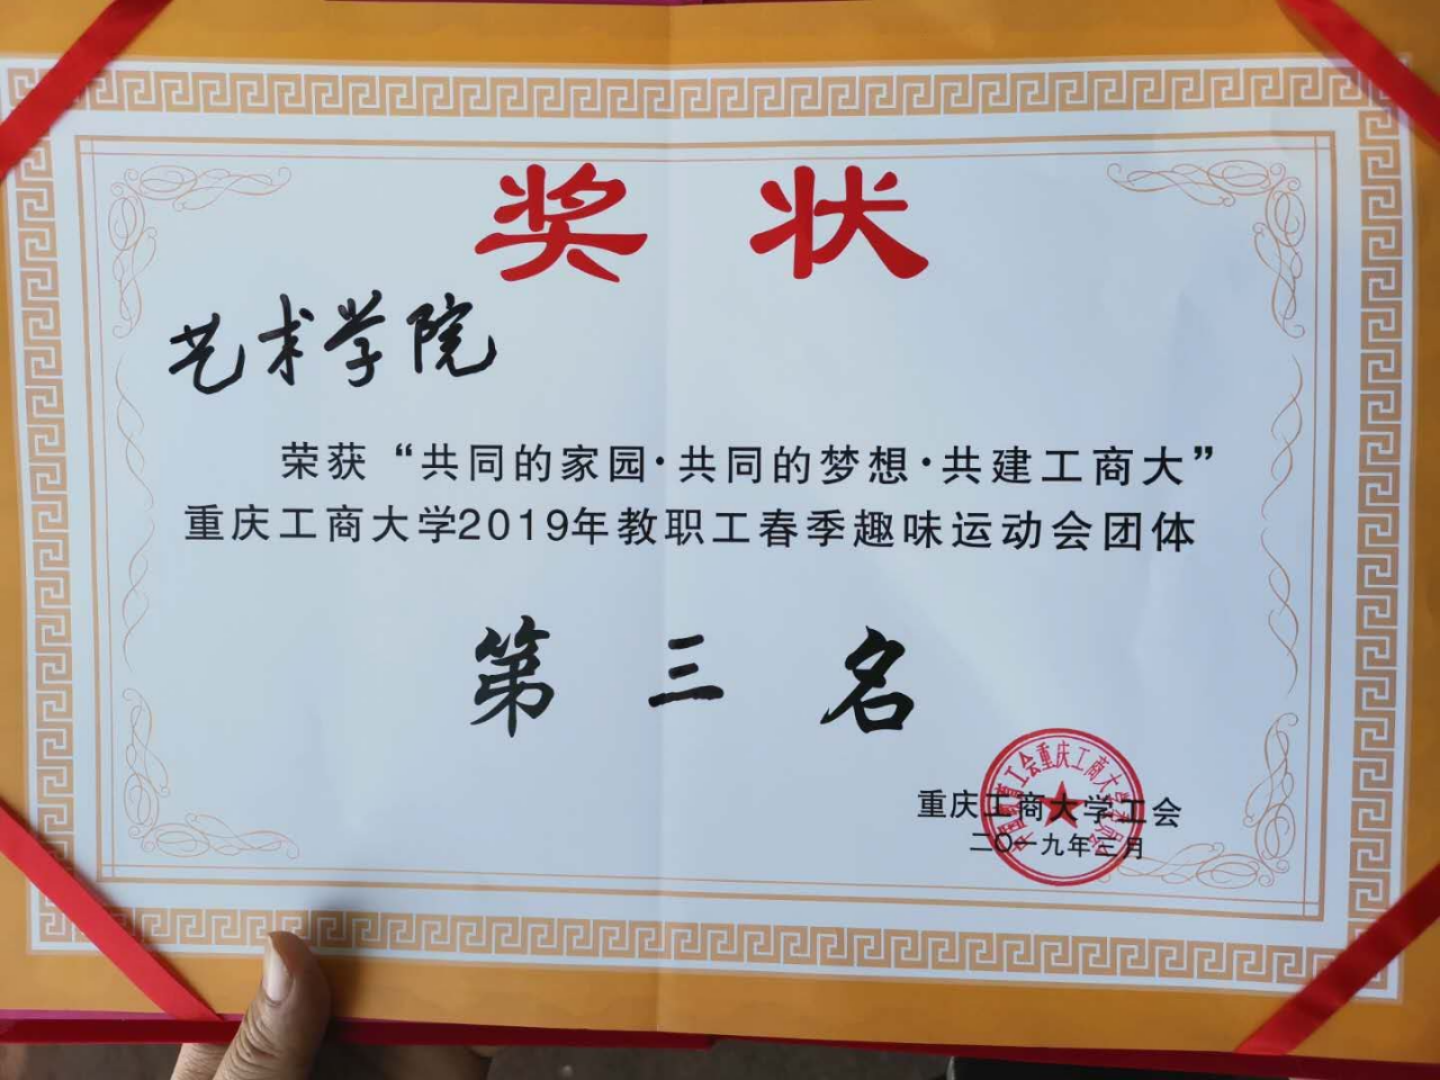 奖状
艺术学院
荣获“共同的家园·共同的梦想·共建工商大”
重庆工商大学2019年教职工春季趣味运动会团体
第三名
重庆工商大学工会
二〇一九年三月